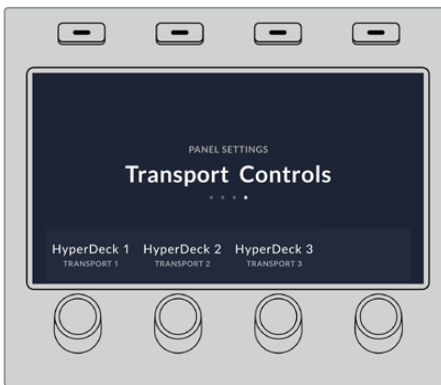 PANEL SETTINGS
Transport Controls
HyperDeck 1 HyperDeck 2 HyperDeck 3
TRANSPORT 1 TRANSPORT 2 TRANSPORT 3